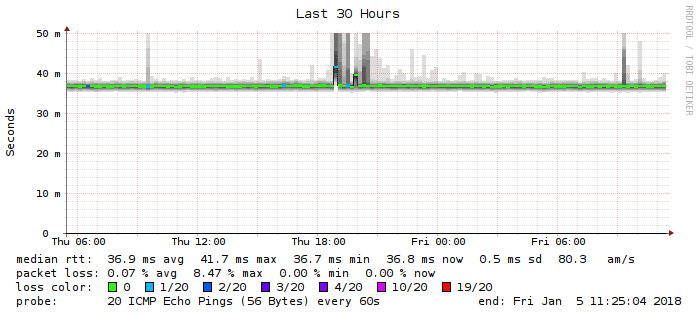 Last 30 Hours
RRDTOOL / TOBI OETIKER
Seconds
50 m
40 m
30 m
20 m
10 m
0
Thu 06:00 Thu 12:00 Thu 18:00 Fri 00:00 Fri 06:00
median rtt: 36.9 ms avg 41.7 ms max 36.7 ms min 36.8 ms now 0.5 ms sd 80.3 am/s
packet loss: 0.07 % avg 8.47 % max 0.00 % min 0.00 % now
loss color: 0 1/20 2/20 3/20 4/20 10/20 19/20
probe: 20 ICMP Echo Pings (56 Bytes) every 60s end: Fri Jan 5 11:25:04 2018